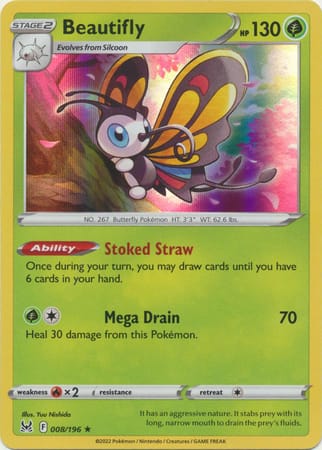 STAGE2 Beautifly HP 130
Evolves from Silcoon
NO. 267 Butterfly Pokémon HT: 3'3" WT: 62.6 lbs.
Ability Stoked Straw
Once during your turn, you may draw cards until you have
6 cards in your hand.
Mega Drain 70
Heal 30 damage from this Pokémon.
weakness ×2 resistance retreat
Illus. Yuu Nishida
F 008/196 ★
It has an aggressive nature. It stabs prey with its
long, narrow mouth to drain the prey's fluids.
©2022 Pokémon / Nintendo / Creatures / GAME FREAK